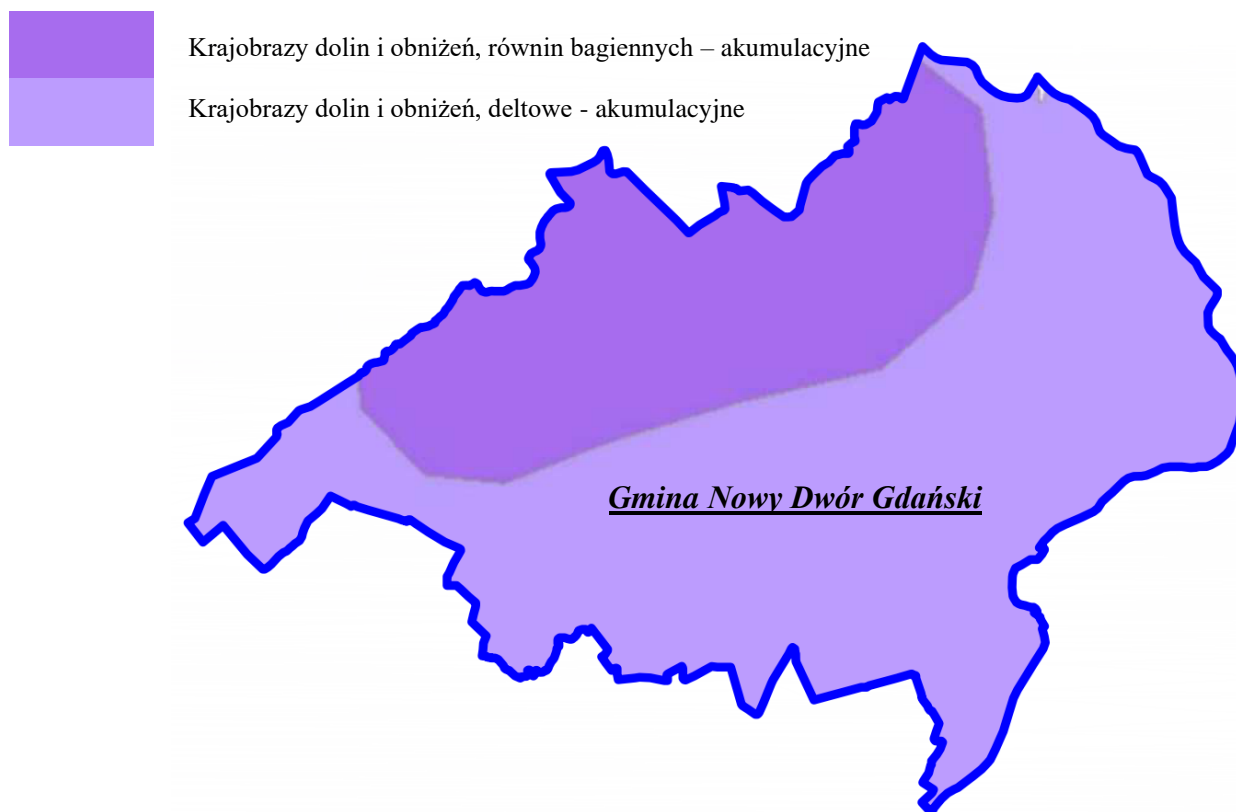 Krajobrazy dolin i obniżeń, równin bagiennych – akumulacyjne
Krajobrazy dolin i obniżeń, deltowe - akumulacyjne
Gmina Nowy Dwór Gdański